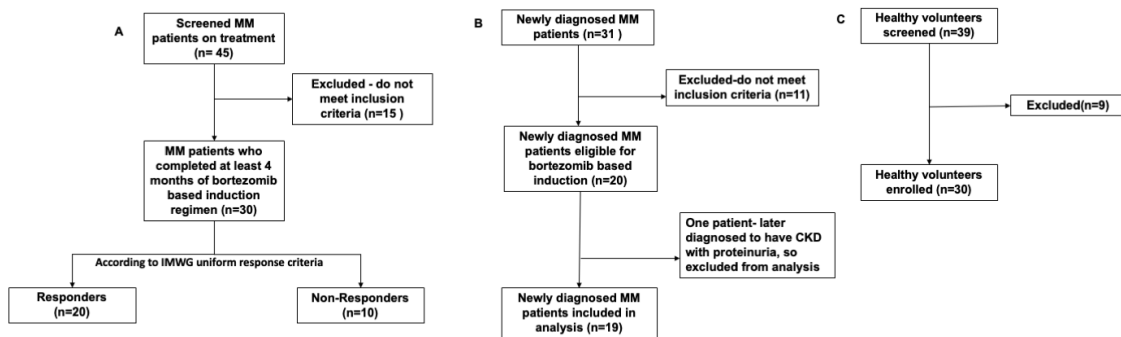 A
Screened MM
patients on treatment
(n= 45)
Excluded - do not
meet inclusion
criteria (n=15 )
MM patients who
completed at least 4
months of bortezomib
based induction
regimen (n=30)
According to IMWG uniform response criteria
Responders
(n=20)
Non-Responders
(n=10)
B
Newly diagnosed MM
patients (n=31 )
Excluded-do not meet
inclusion criteria (n=11)
Newly diagnosed MM
patients eligible for
bortezomib based
induction (n=20)
One patient- later
diagnosed to have CKD
with proteinuria, so
excluded from analysis
Newly diagnosed MM
patients included in
analysis (n=19)
C
Healthy volunteers
screened (n=39)
Excluded(n=9)
Healthy volunteers
enrolled (n=30)